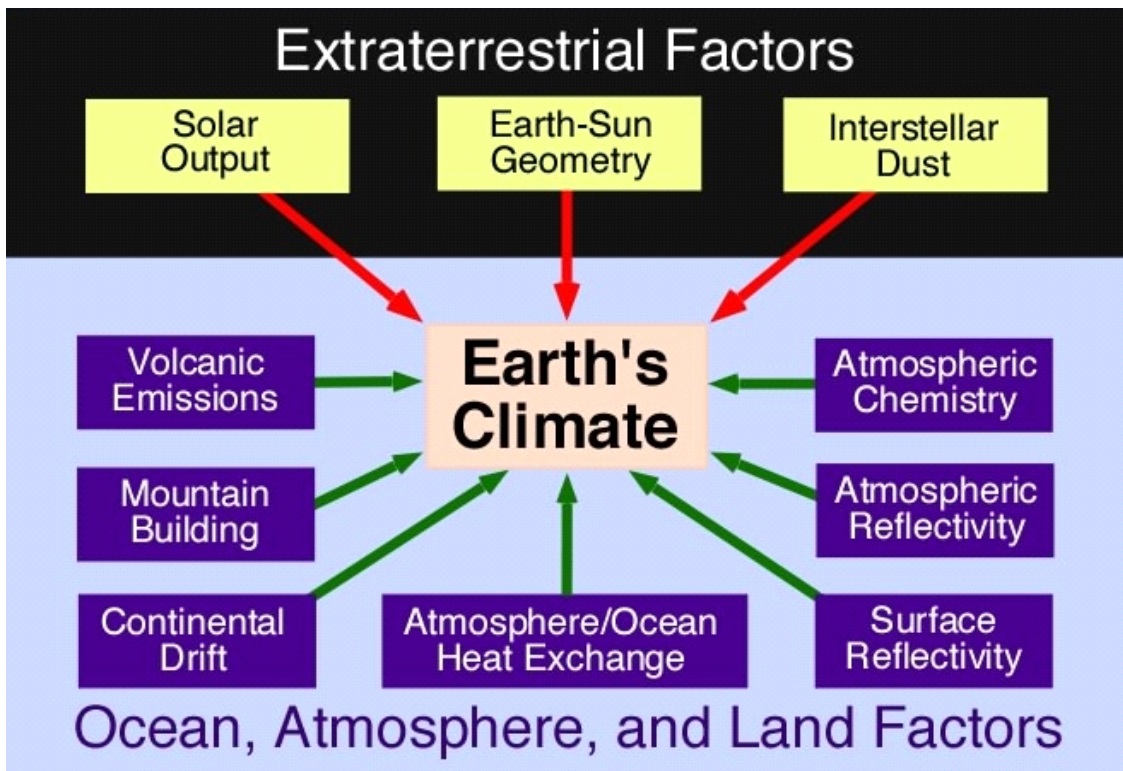 Extraterrestrial Factors
Solar
Output
Earth-Sun
Geometry
Interstellar
Dust
Earth's
Climate
Volcanic
Emissions
Atmospheric
Chemistry
Mountain
Building
Atmospheric
Reflectivity
Continental
Drift
Atmosphere/Ocean
Heat Exchange
Surface
Reflectivity
Ocean, Atmosphere, and Land Factors